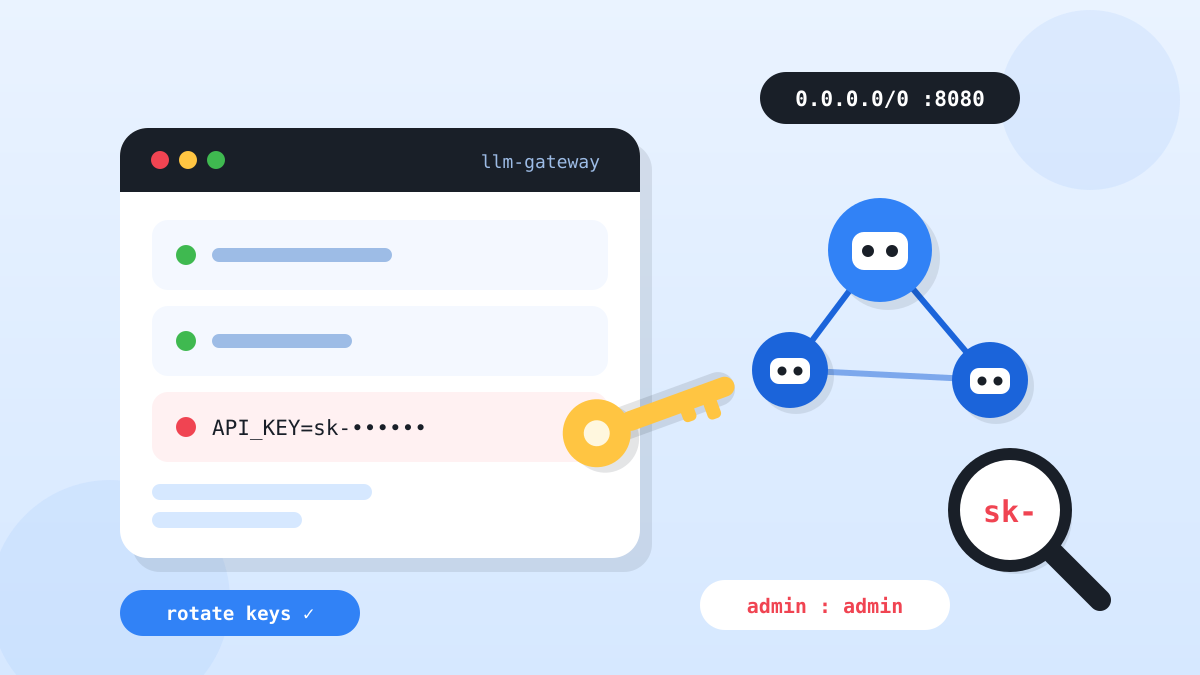 0.0.0.0/0 :8080
llm-gateway
API_KEY=sk-••••••
sk-
rotate keys ✓
admin : admin